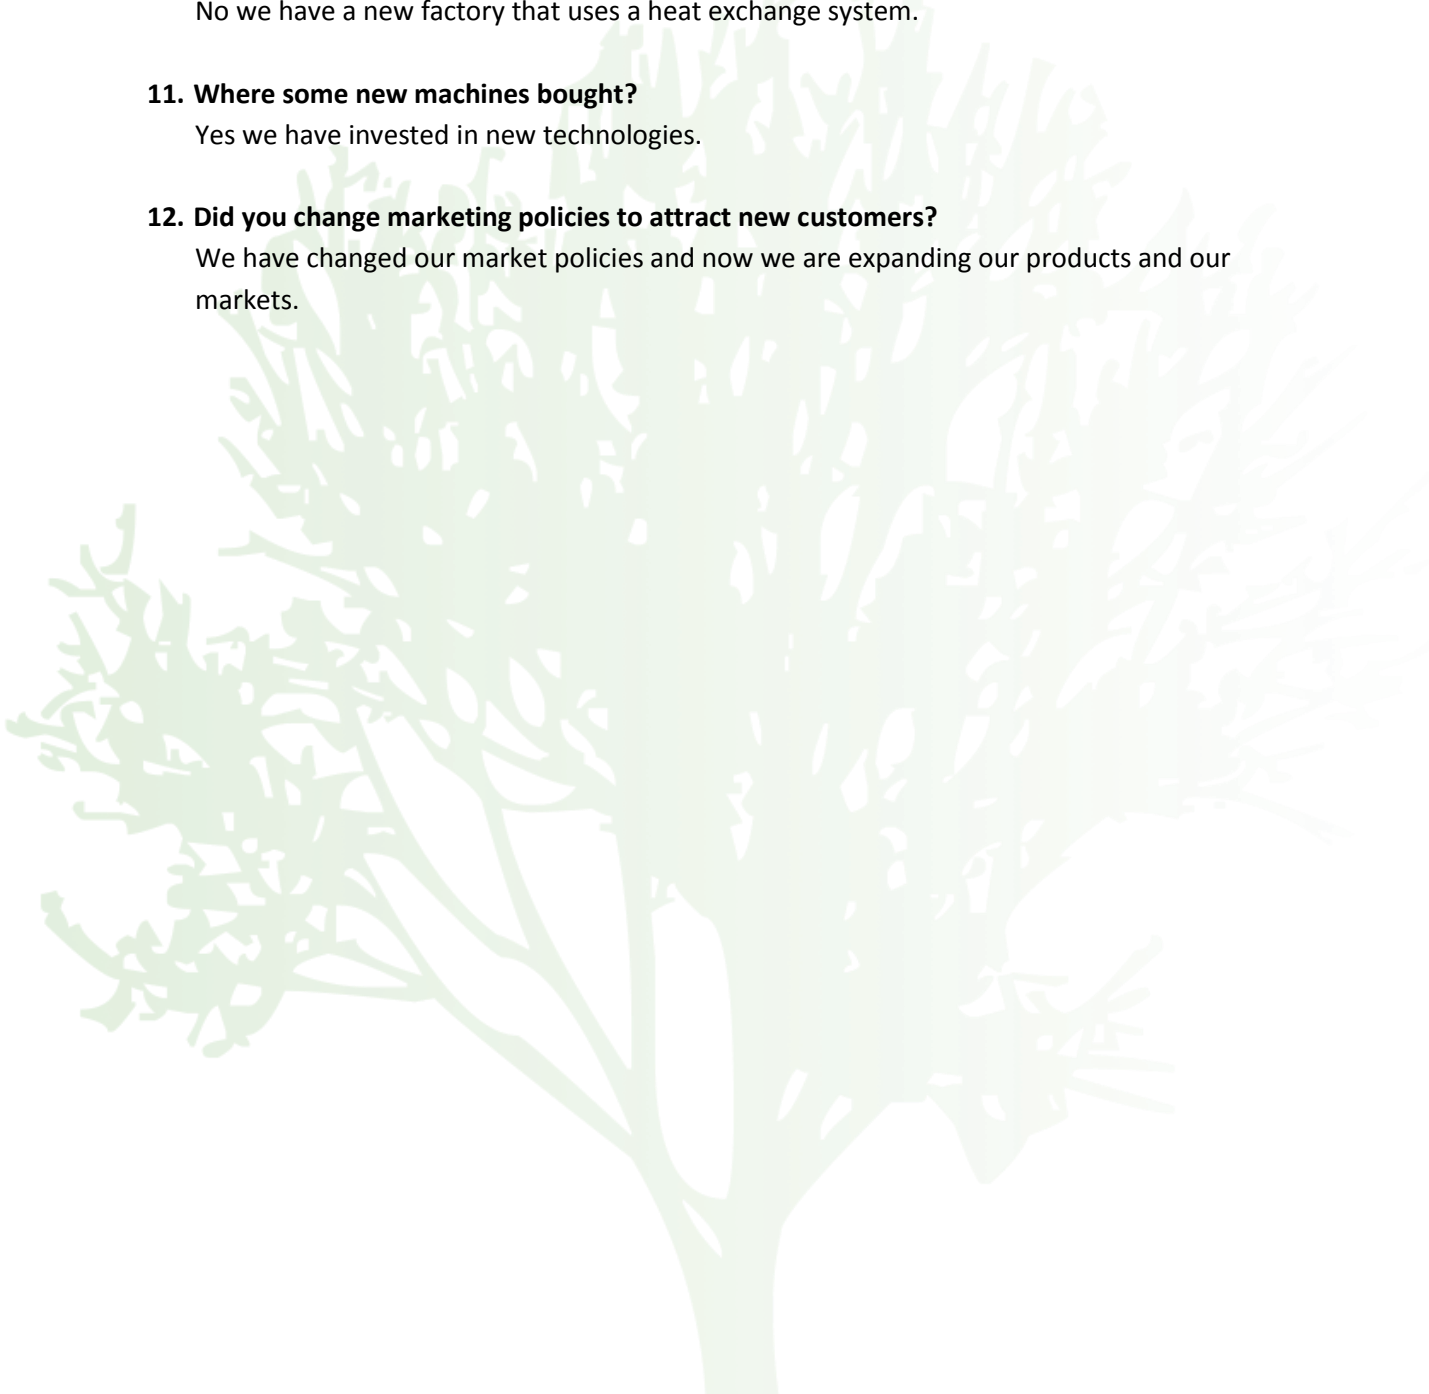 No we have a new factory that uses a heat exchange system.
11. Where some new machines bought?
Yes we have invested in new technologies.
12. Did you change marketing policies to attract new customers?
We have changed our market policies and now we are expanding our products and our
markets.